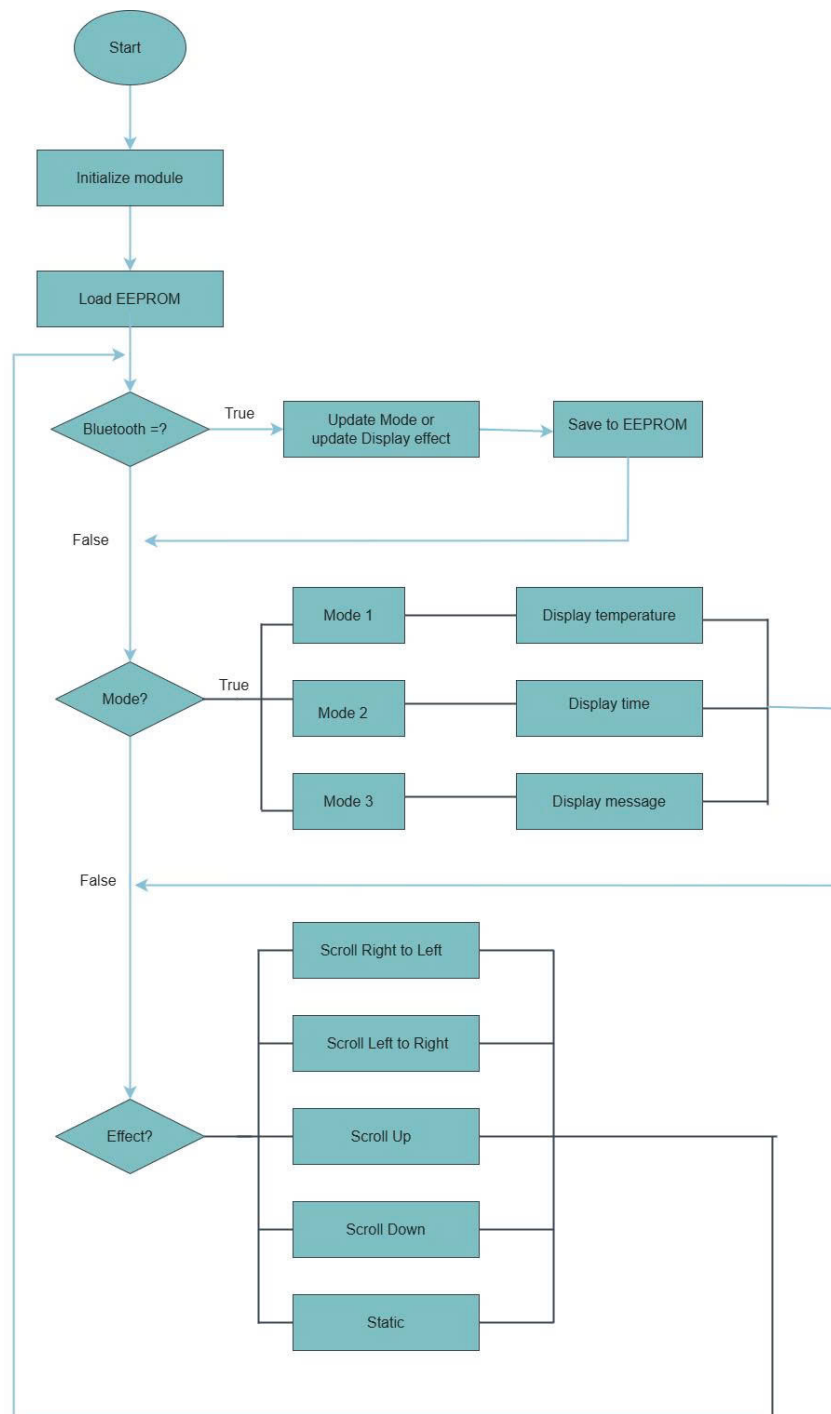 Start
Initialize module
Load EEPROM
Bluetooth =?
True
Update Mode or
update Display effect
Save to EEPROM
False
Mode 1
Display temperature
Mode?
True
Mode 2
Display time
Mode 3
Display message
False
Scroll Right to Left
Scroll Left to Right
Effect?
Scroll Up
Scroll Down
Static